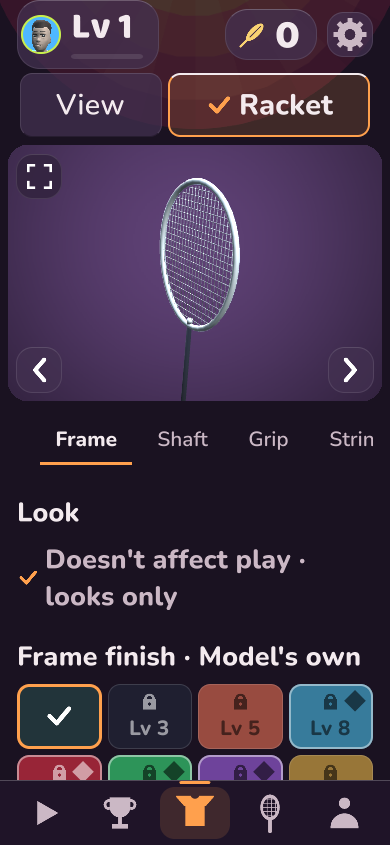 Lv 1
0
View
Racket
Frame Shaft Grip Strin
Look
Doesn't affect play ·
looks only
Frame finish · Model's own
Lv 3 Lv 5 Lv 8